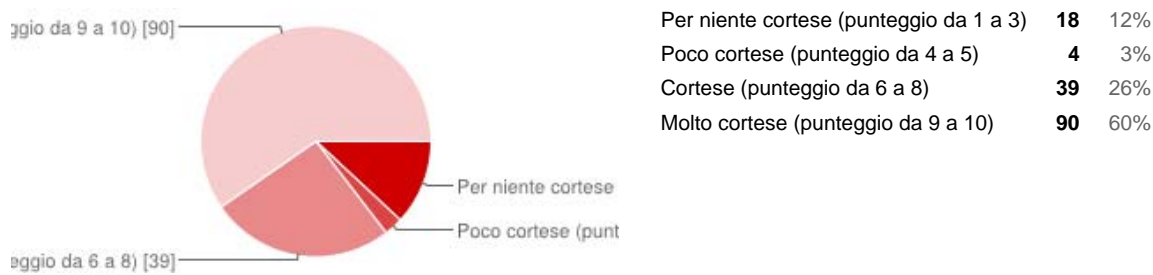 ggio da 9 a 10) [90]
Per niente cortese
Poco cortese (punt
eggio da 6 a 8) [39]
Per niente cortese (punteggio da 1 a 3) 18 12%
Poco cortese (punteggio da 4 a 5) 4 3%
Cortese (punteggio da 6 a 8) 39 26%
Molto cortese (punteggio da 9 a 10) 90 60%